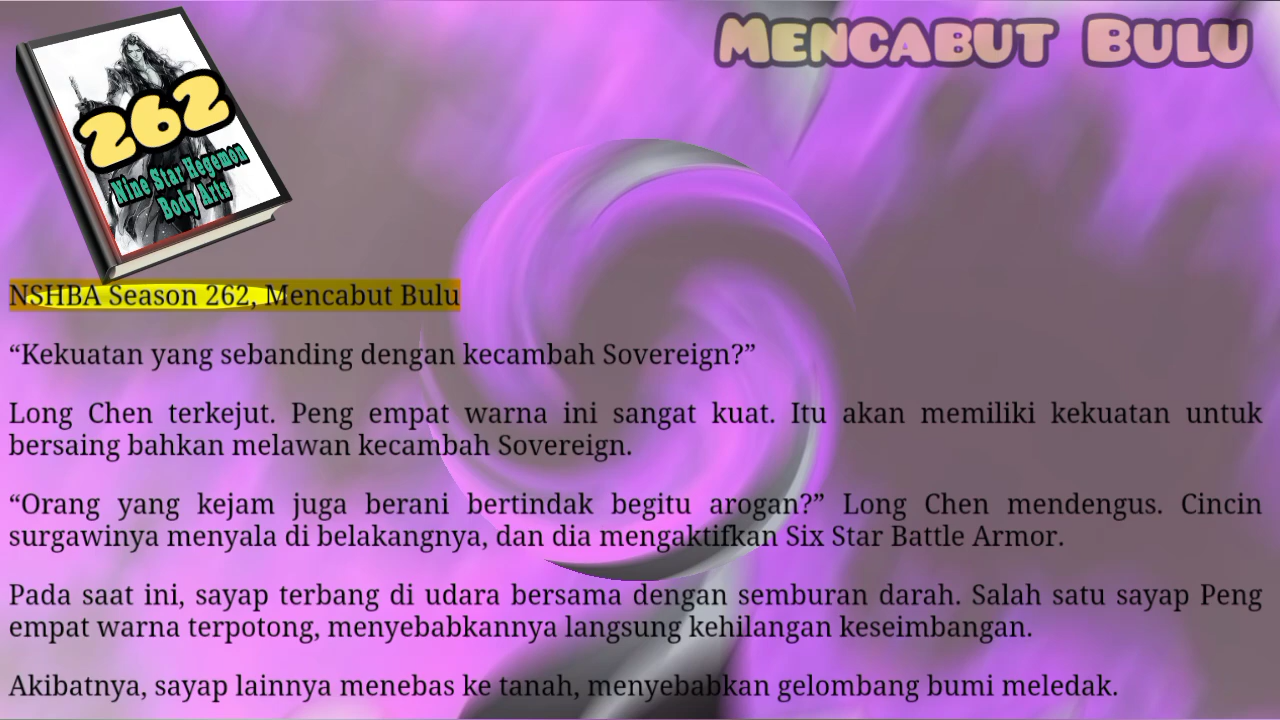 Mencabut Bulu
262
Nine Star Hegemon
Body Arts
NSHBA Season 262, Mencabut Bulu
“Kekuatan yang sebanding dengan kecambah Sovereign?”
Long Chen terkejut. Peng empat warna ini sangat kuat. Itu akan memiliki kekuatan untuk
bersaing bahkan melawan kecambah Sovereign.
“Orang yang kejam juga berani bertindak begitu arogan?” Long Chen mendengus. Cincin
surgawinya menyala di belakangnya, dan dia mengaktifkan Six Star Battle Armor.
Pada saat ini, sayap terbang di udara bersama dengan semburan darah. Salah satu sayap Peng
empat warna terpotong, menyebabkannya langsung kehilangan keseimbangan.
Akibatnya, sayap lainnya menebas ke tanah, menyebabkan gelombang bumi meledak.